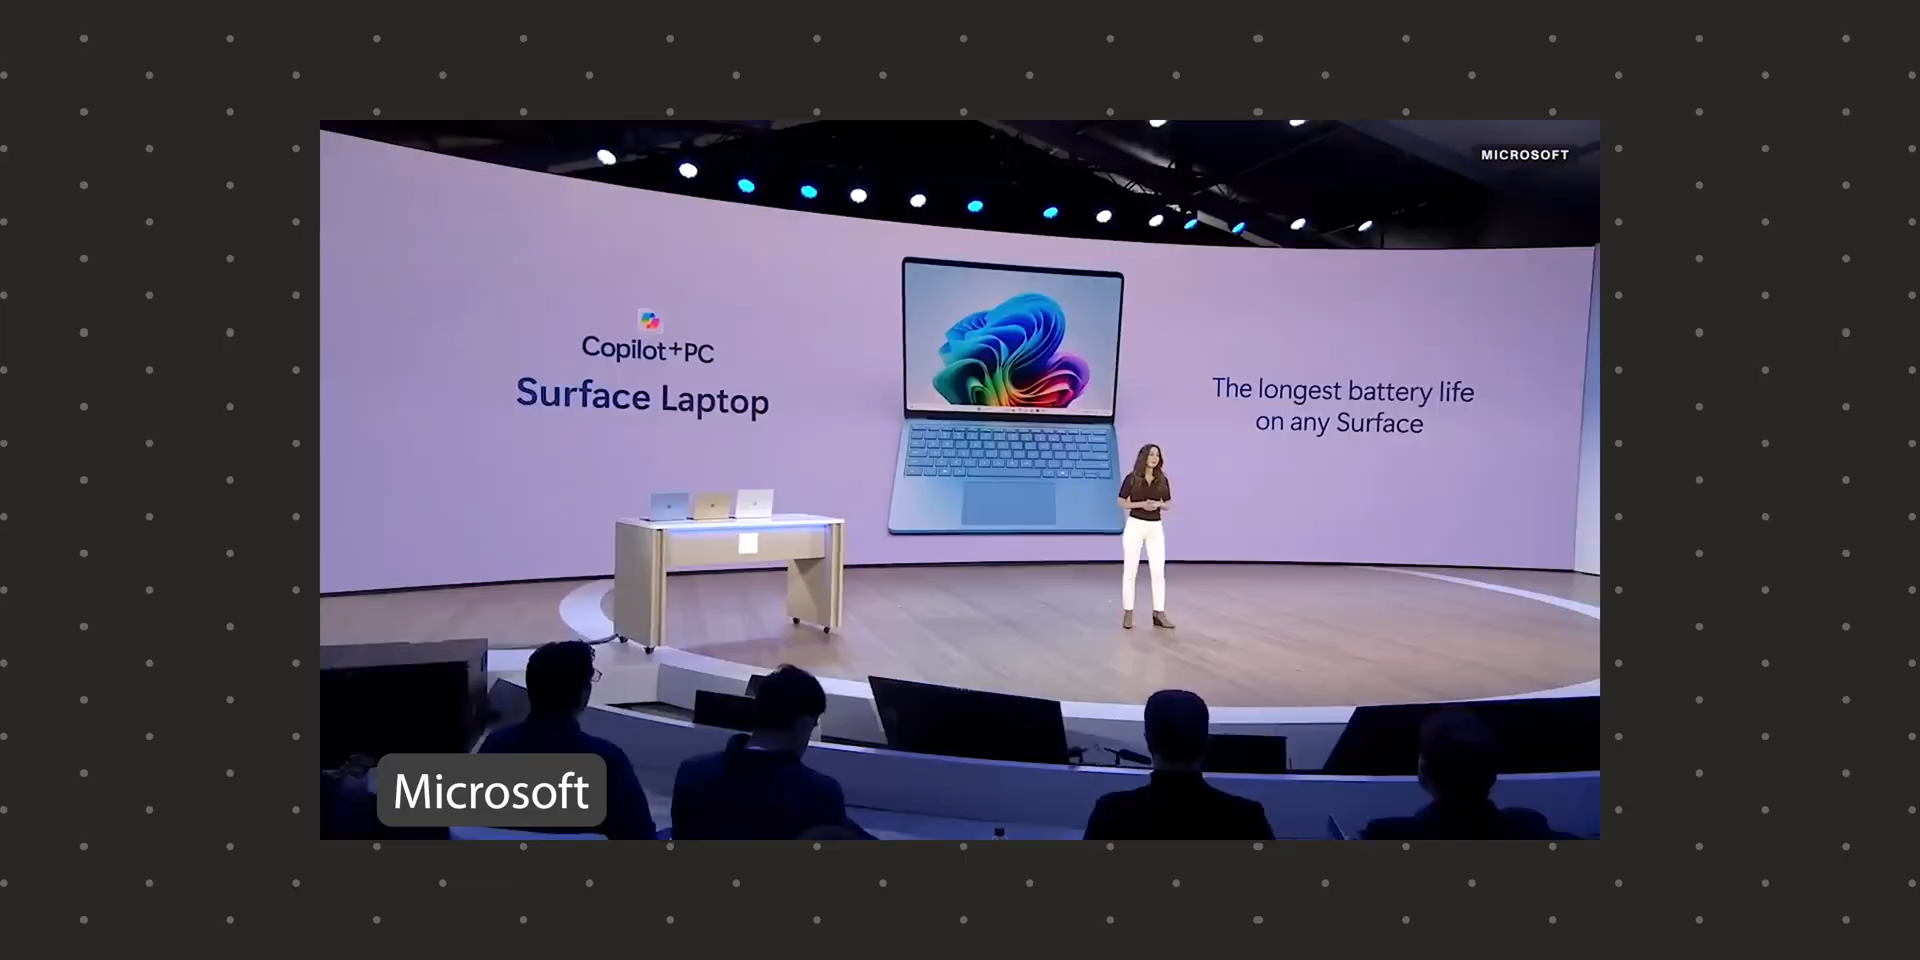 MICROSOFT
Copilot+PC
Surface Laptop
The longest battery life
on any Surface
Microsoft